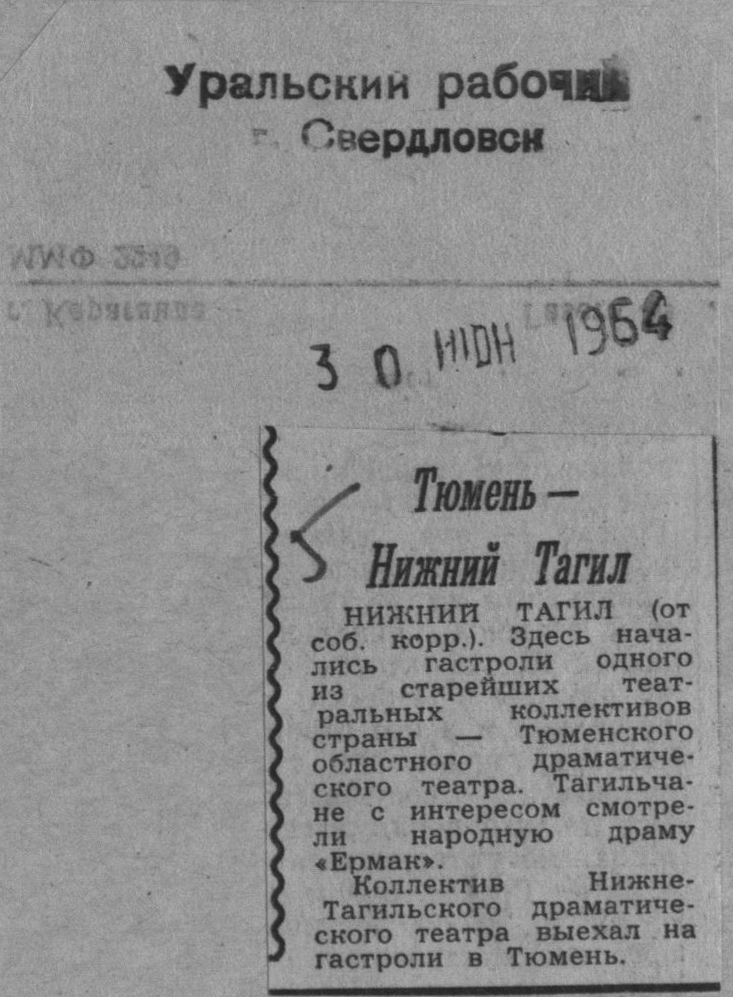 Уральский рабочий
г. Свердловск
30 ИЮН 1964
Тюмень —
Нижний Тагил
НИЖНИЙ ТАГИЛ (от
соб. корр.). Здесь нача-
лись гастроли одного
из старейших теат-
ральных коллективов
страны — Тюменского
областного драматиче-
ского театра. Тагильча-
не с интересом смотре-
ли народную драму
«Ермак».
Коллектив Нижне-
Тагильского драматиче-
ского театра выехал на
гастроли в Тюмень.